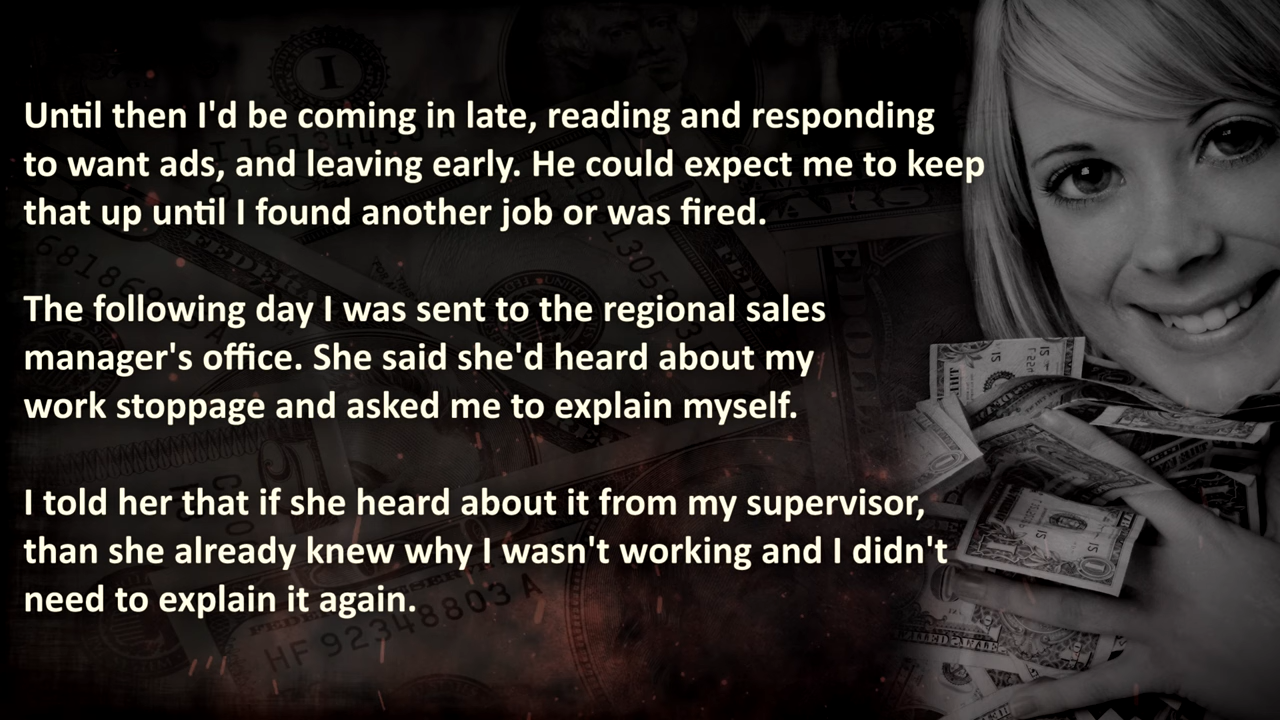 Until then I'd be coming in late, reading and responding
to want ads, and leaving early. He could expect me to keep
that up until I found another job or was fired.
The following day I was sent to the regional sales
manager's office. She said she'd heard about my
work stoppage and asked me to explain myself.
I told her that if she heard about it from my supervisor,
than she already knew why I wasn't working and I didn't
need to explain it again.
HF 92348803 A